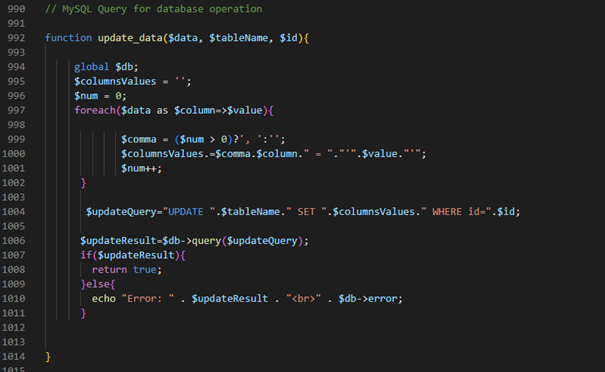 990 // MySQL Query for database operation
991
992 function update_data($data, $tableName, $id){
993
994 global $db;
995 $columnsValues = '';
996 $num = 0;
997 foreach($data as $column=>$value){
998
999 $comma = ($num > 0)?', ':'';
1000 $columnsValues.=$comma.$column." = "."'".$value."'";
1001 $num++;
1002 }
1003
1004 $updateQuery="UPDATE ".$tableName." SET ".$columnsValues." WHERE id=".$id;
1005
1006 $updateResult=$db->query($updateQuery);
1007 if($updateResult){
1008 return true;
1009 }else{
1010 echo "Error: " . $updateResult . "<br>" . $db->error;
1011 }
1012
1013
1014 }
1015